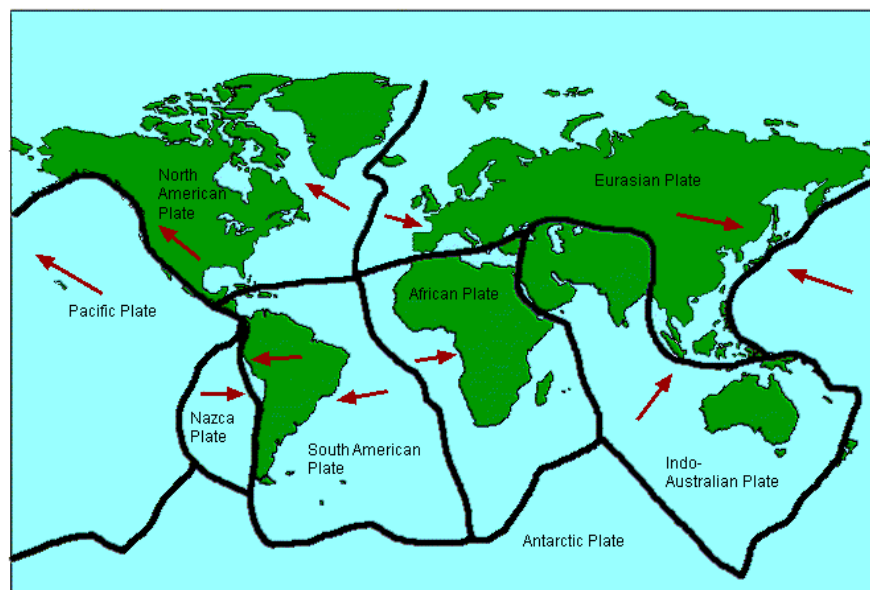 North
American
Plate
Eurasian Plate
African Plate
Pacific Plate
Nazca
Plate
South American
Plate
Indo-
Australian Plate
Antarctic Plate